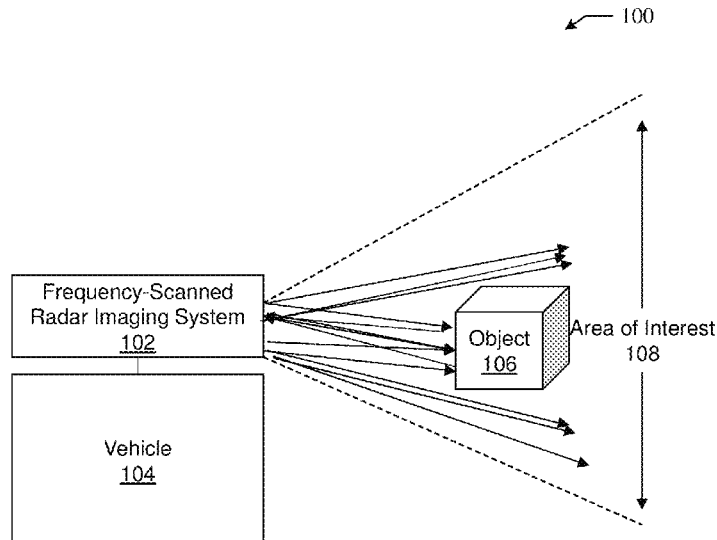 100
Frequency-Scanned
Radar Imaging System
102
Object
106
Area of Interest
108
Vehicle
104